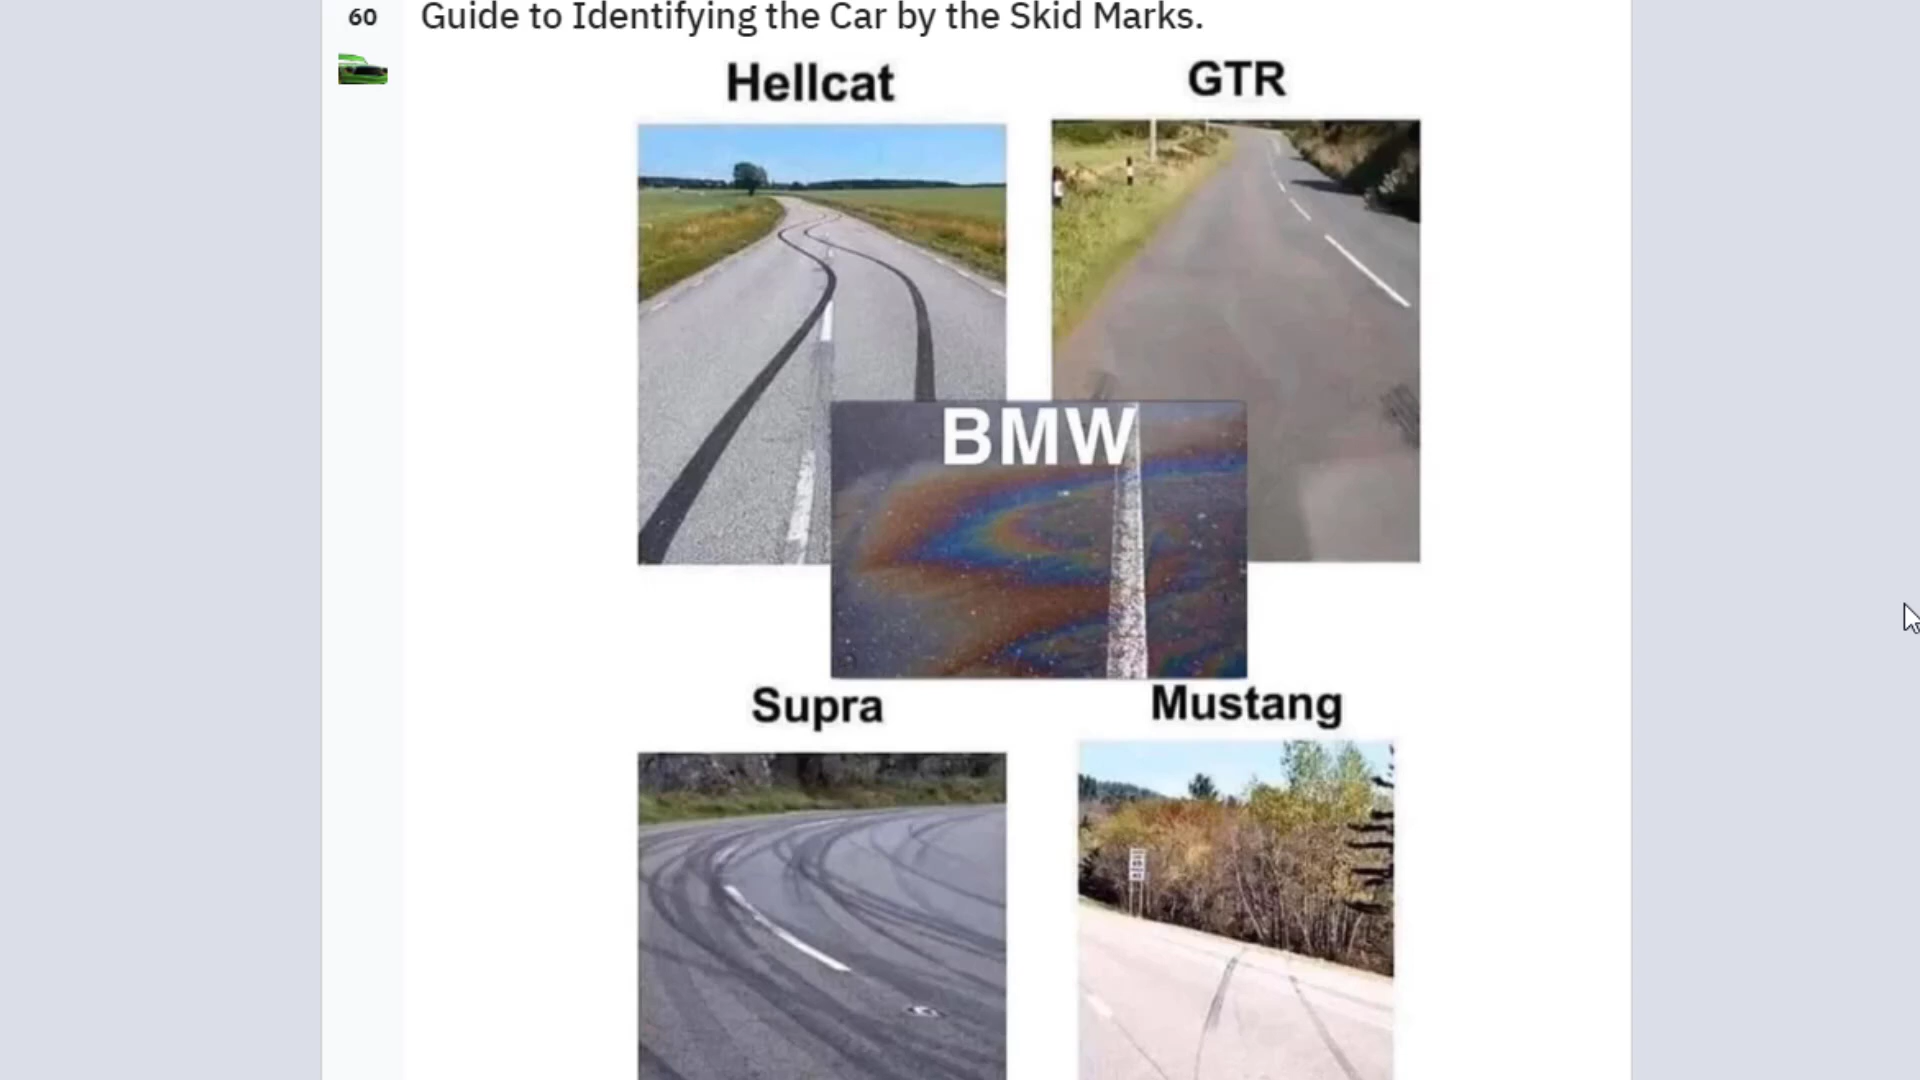 60
Guide to Identifying the Car by the Skid Marks.
Hellcat
GTR
BMW
Supra
Mustang